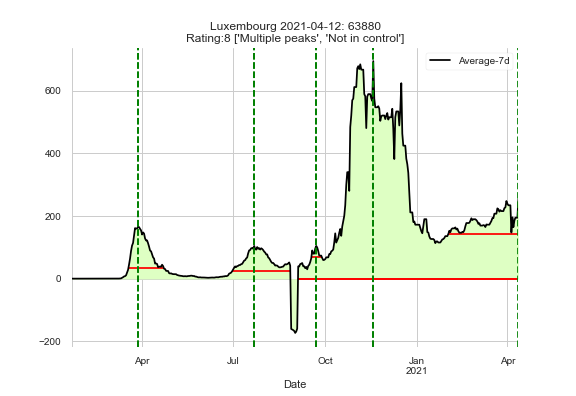 Luxembourg 2021-04-12: 63880
Rating:8 ['Multiple peaks', 'Not in control']
Average-7d
600
400
200
0
−200
Apr
Jul
Oct
Jan
2021
Apr
Date